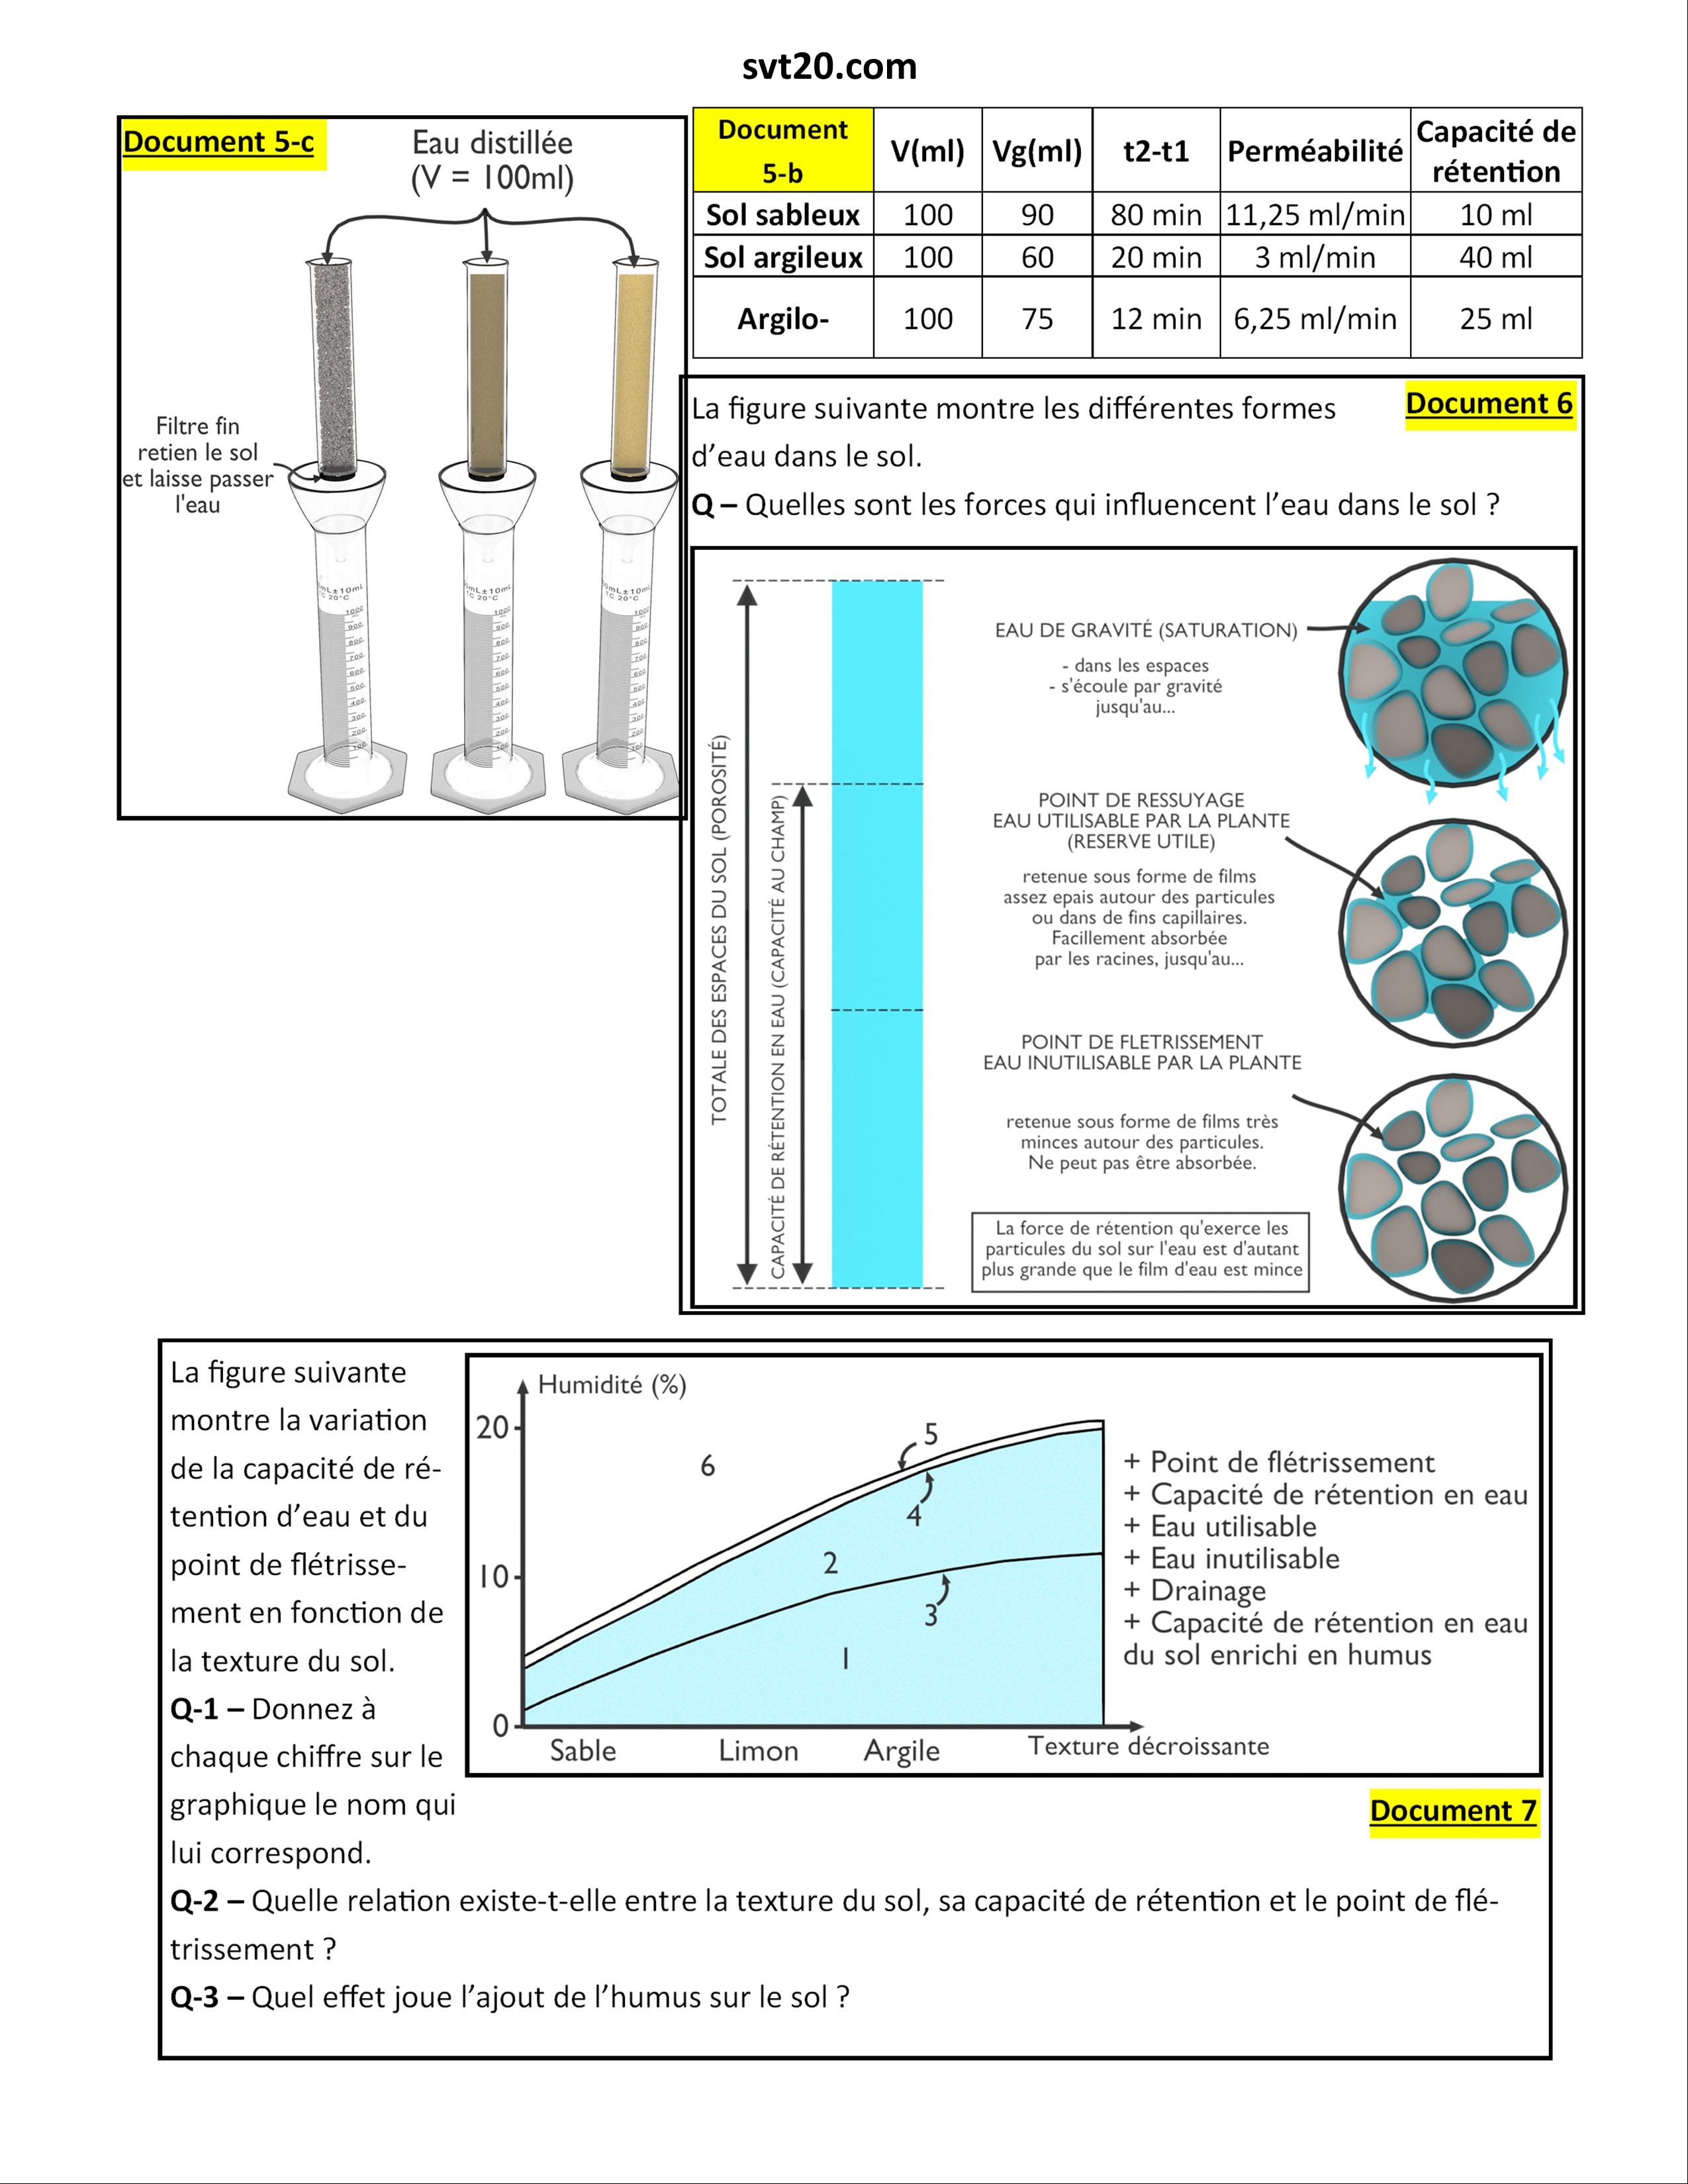 svt20.com
Document 5-c
Eau distillée
(V = 100ml)
Filtre fin
retien le sol
et laisse passer
l'eau
Document
5-b
V(ml)
Vg(ml)
t2-t1
Perméabilité
Capacité de
rétention
Sol sableux 100 90 80 min 11,25 ml/min 10 ml
Sol argileux 100 60 20 min 3 ml/min 40 ml
Argilo- 100 75 12 min 6,25 ml/min 25 ml
Document 6
La figure suivante montre les différentes formes
d’eau dans le sol.
Q – Quelles sont les forces qui influencent l’eau dans le sol ?
TOTALE DES ESPACES DU SOL (POROSITÉ)
CAPACITÉ DE RÉTENTION EN EAU (CAPACITÉ AU CHAMP)
EAU DE GRAVITÉ (SATURATION)
- dans les espaces
- s'écoule par gravité
jusqu'au...
POINT DE RESSUYAGE
EAU UTILISABLE PAR LA PLANTE
(RESERVE UTILE)
retenue sous forme de films
assez epais autour des particules
ou dans de fins capillaires.
Facillement absorbée
par les racines, jusqu'au...
POINT DE FLETRISSEMENT
EAU INUTILISABLE PAR LA PLANTE
retenue sous forme de films très
minces autour des particules.
Ne peut pas être absorbée.
La force de rétention qu'exerce les
particules du sol sur l'eau est d'autant
plus grande que le film d'eau est mince
La figure suivante
montre la variation
de la capacité de ré-
tention d’eau et du
point de flétrisse-
ment en fonction de
la texture du sol.
Q-1 – Donnez à
chaque chiffre sur le
graphique le nom qui
lui correspond.
Humidité (%)
20
10
0
6
5
4
2
3
1
Sable
Limon
Argile
Texture décroissante
+ Point de flétrissement
+ Capacité de rétention en eau
+ Eau utilisable
+ Eau inutilisable
+ Drainage
+ Capacité de rétention en eau
du sol enrichi en humus
Document 7
Q-2 – Quelle relation existe-t-elle entre la texture du sol, sa capacité de rétention et le point de flé-
trissement ?
Q-3 – Quel effet joue l’ajout de l’humus sur le sol ?